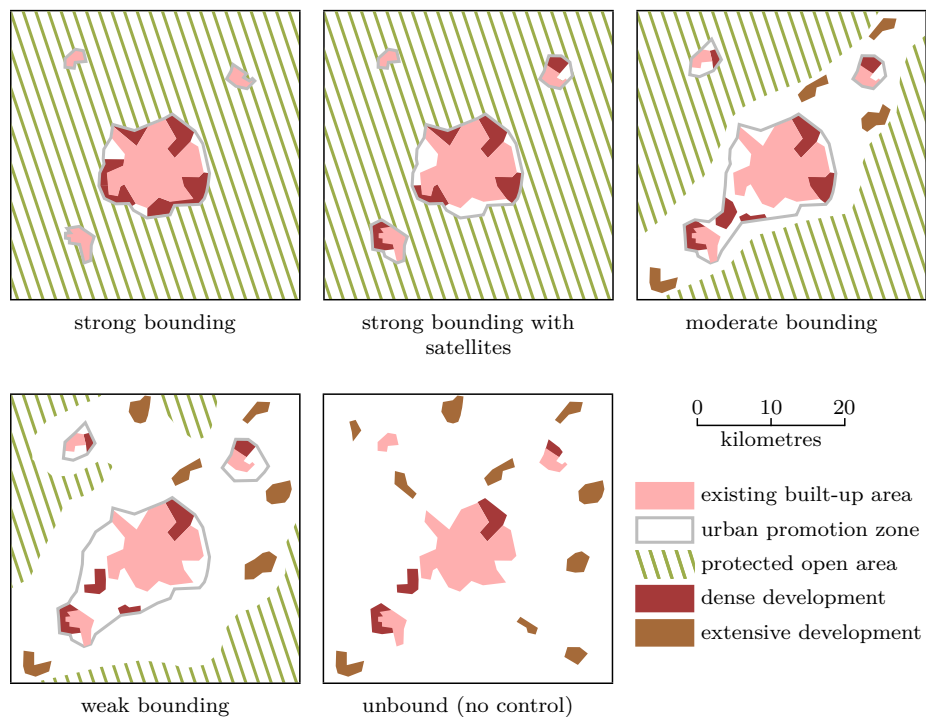 strong bounding
strong bounding with
satellites
moderate bounding
weak bounding
unbound (no control)
0 10 20
kilometres
existing built-up area
urban promotion zone
protected open area
dense development
extensive development